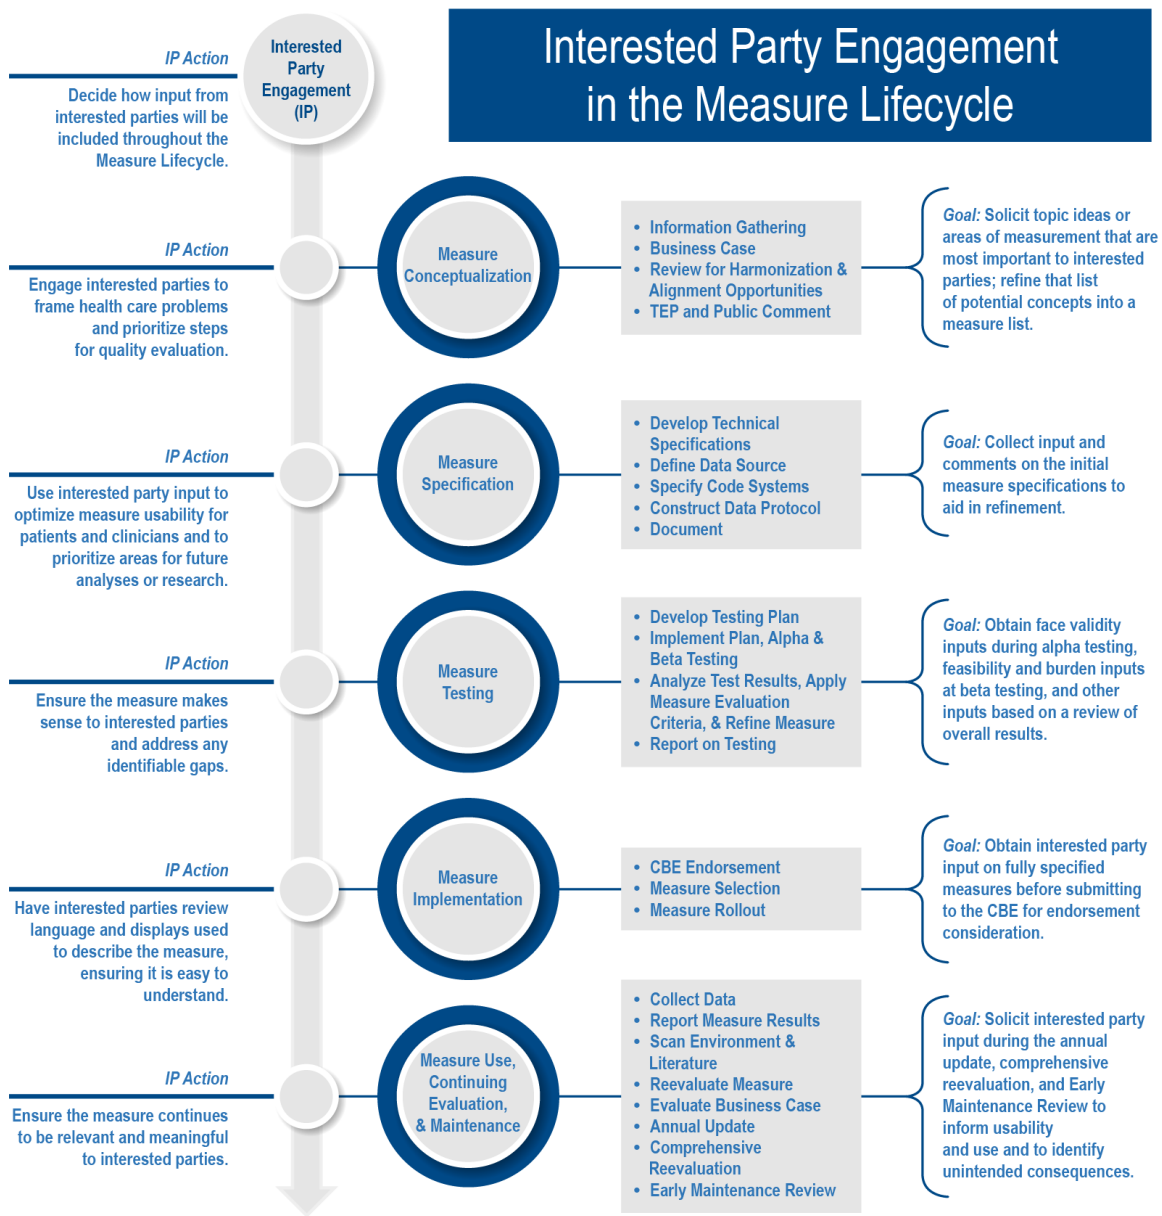 Interested Party Engagement
in the Measure Lifecycle
Interested
Party
Engagement
(IP)
IP Action
Decide how input from
interested parties will be
included throughout the
Measure Lifecycle.
IP Action
Engage interested parties to
frame health care problems
and prioritize steps
for quality evaluation.
Measure
Conceptualization
• Information Gathering
• Business Case
• Review for Harmonization &
Alignment Opportunities
• TEP and Public Comment
Goal: Solicit topic ideas or
areas of measurement that are
most important to interested
parties; refine that list
of potential concepts into a
measure list.
IP Action
Use interested party input to
optimize measure usability for
patients and clinicians and to
prioritize areas for future
analyses or research.
Measure
Specification
• Develop Technical
Specifications
• Define Data Source
• Specify Code Systems
• Construct Data Protocol
• Document
Goal: Collect input and
comments on the initial
measure specifications to
aid in refinement.
IP Action
Ensure the measure makes
sense to interested parties
and address any
identifiable gaps.
Measure
Testing
• Develop Testing Plan
• Implement Plan, Alpha &
Beta Testing
• Analyze Test Results, Apply
Measure Evaluation
Criteria, & Refine Measure
• Report on Testing
Goal: Obtain face validity
inputs during alpha testing,
feasibility and burden inputs
at beta testing, and other
inputs based on a review of
overall results.
IP Action
Have interested parties review
language and displays used
to describe the measure,
ensuring it is easy to
understand.
Measure
Implementation
• CBE Endorsement
• Measure Selection
• Measure Rollout
Goal: Obtain interested party
input on fully specified
measures before submitting
to the CBE for endorsement
consideration.
IP Action
Ensure the measure continues
to be relevant and meaningful
to interested parties.
Measure Use,
Continuing
Evaluation,
& Maintenance
• Collect Data
• Report Measure Results
• Scan Environment &
Literature
• Reevaluate Measure
• Evaluate Business Case
• Annual Update
• Comprehensive
Reevaluation
• Early Maintenance Review
Goal: Solicit interested party
input during the annual
update, comprehensive
reevaluation, and Early
Maintenance Review to
inform usability
and use and to identify
unintended consequences.